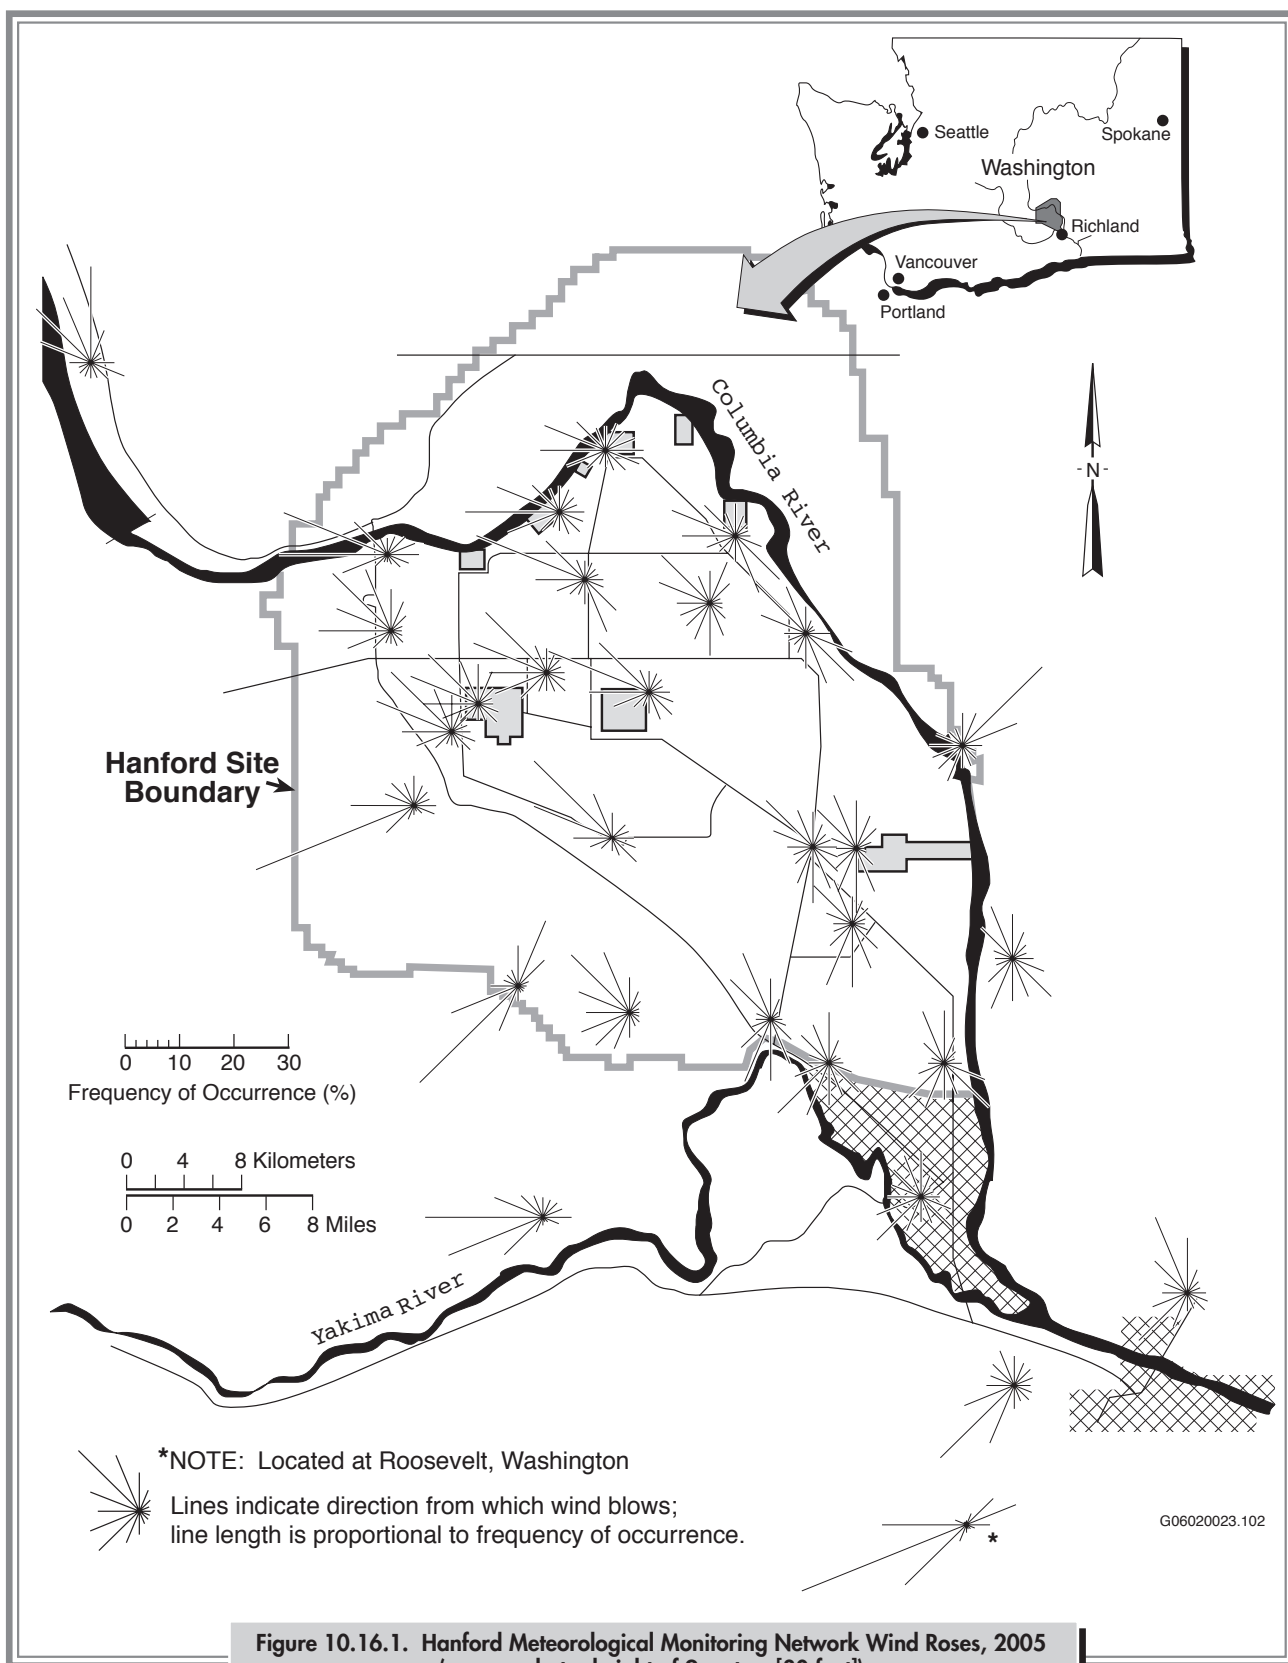 Seattle
Spokane
Washington
Richland
Vancouver
Portland
Columbia River
- N -
Hanford Site
Boundary
0 10 20 30
Frequency of Occurrence (%)
0 4 8 Kilometers
0 2 4 6 8 Miles
Yakima River
*NOTE: Located at Roosevelt, Washington
Lines indicate direction from which wind blows;
line length is proportional to frequency of occurrence.
*
G06020023.102
Figure 10.16.1. Hanford Meteorological Monitoring Network Wind Roses, 2005